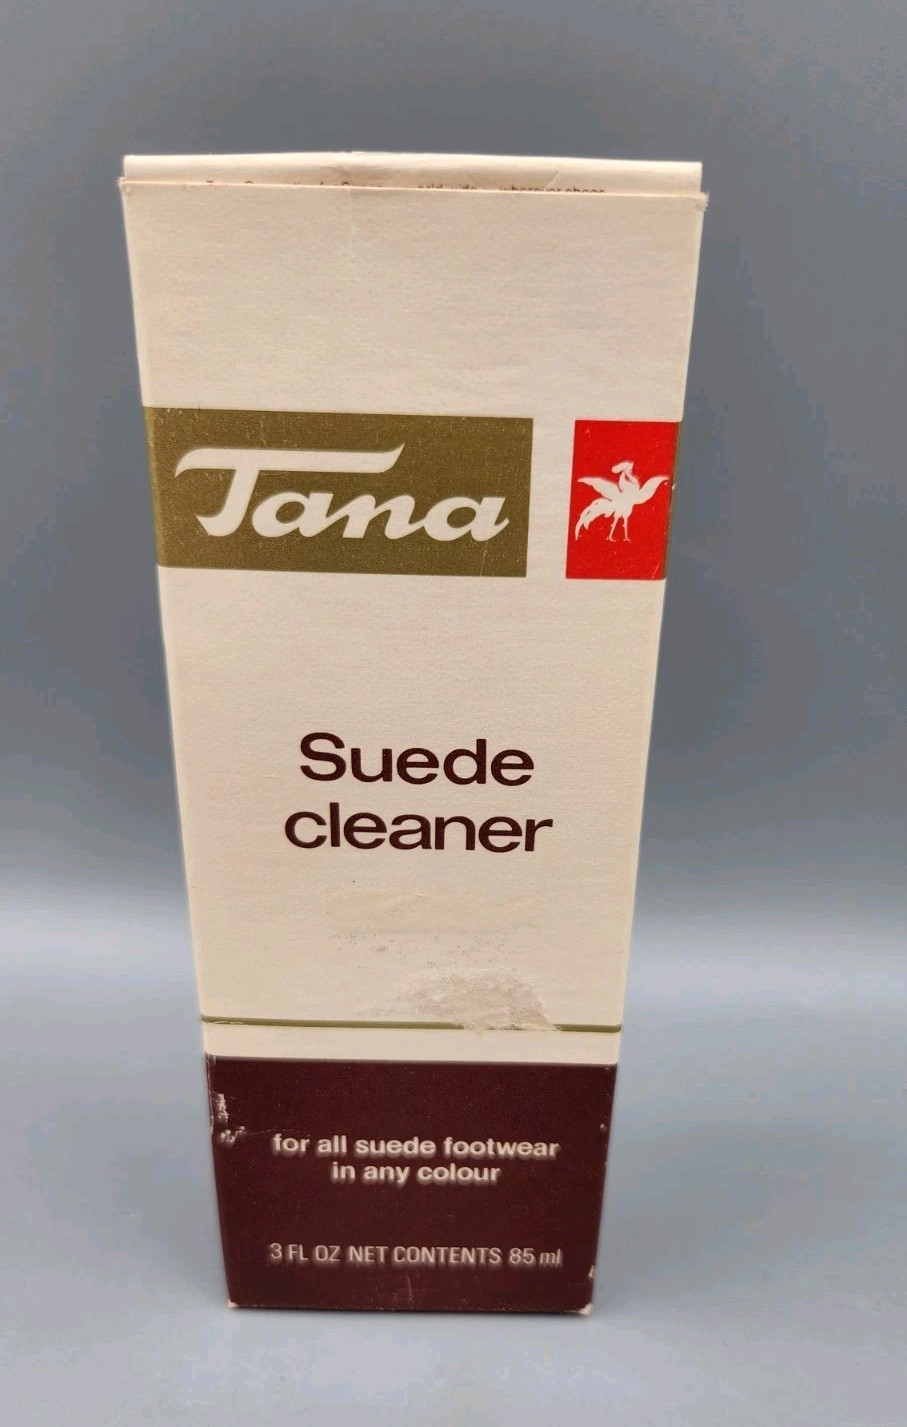 Tana
Suede
cleaner
for all suede footwear
in any colour
3 FL OZ NET CONTENTS 85 ml